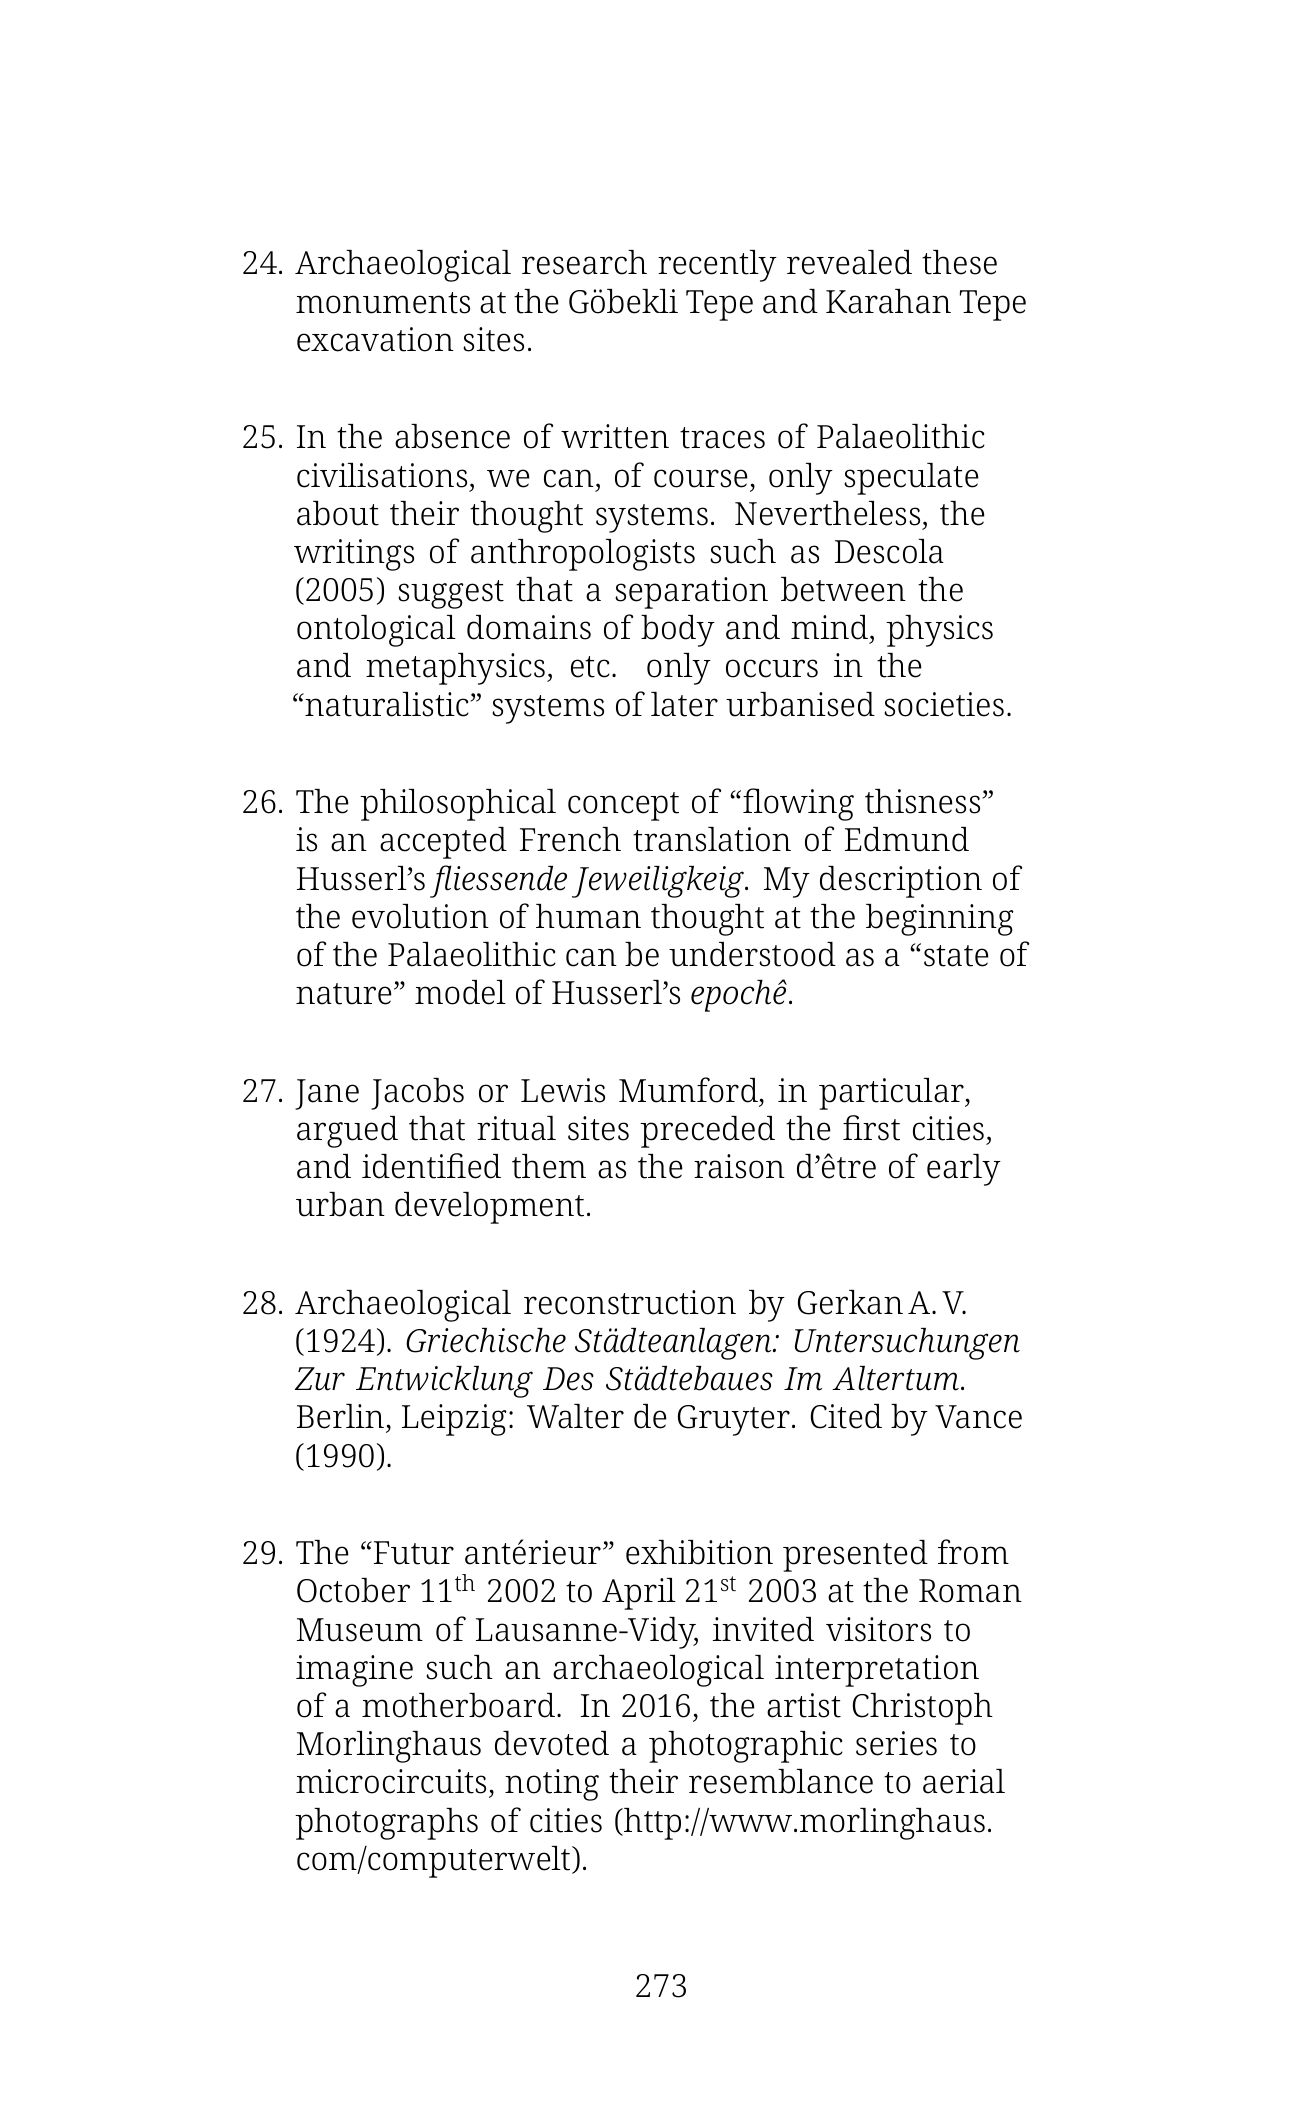 24. Archaeological research recently revealed these
monuments at the Göbekli Tepe and Karahan Tepe
excavation sites.
25. In the absence of written traces of Palaeolithic
civilisations, we can, of course, only speculate
about their thought systems. Nevertheless, the
writings of anthropologists such as Descola
(2005) suggest that a separation between the
ontological domains of body and mind, physics
and metaphysics, etc. only occurs in the
“naturalistic” systems of later urbanised societies.
26. The philosophical concept of “flowing thisness”
is an accepted French translation of Edmund
Husserl’s fliessende Jeweiligkeig. My description of
the evolution of human thought at the beginning
of the Palaeolithic can be understood as a “state of
nature” model of Husserl’s epochê.
27. Jane Jacobs or Lewis Mumford, in particular,
argued that ritual sites preceded the first cities,
and identified them as the raison d’être of early
urban development.
28. Archaeological reconstruction by Gerkan A. V.
(1924). Griechische Städteanlagen: Untersuchungen
Zur Entwicklung Des Städtebaues Im Altertum.
Berlin, Leipzig: Walter de Gruyter. Cited by Vance
(1990).
29. The “Futur antérieur” exhibition presented from
October 11th 2002 to April 21st 2003 at the Roman
Museum of Lausanne-Vidy, invited visitors to
imagine such an archaeological interpretation
of a motherboard. In 2016, the artist Christoph
Morlinghaus devoted a photographic series to
microcircuits, noting their resemblance to aerial
photographs of cities (http://www.morlinghaus.
com/computerwelt).
273